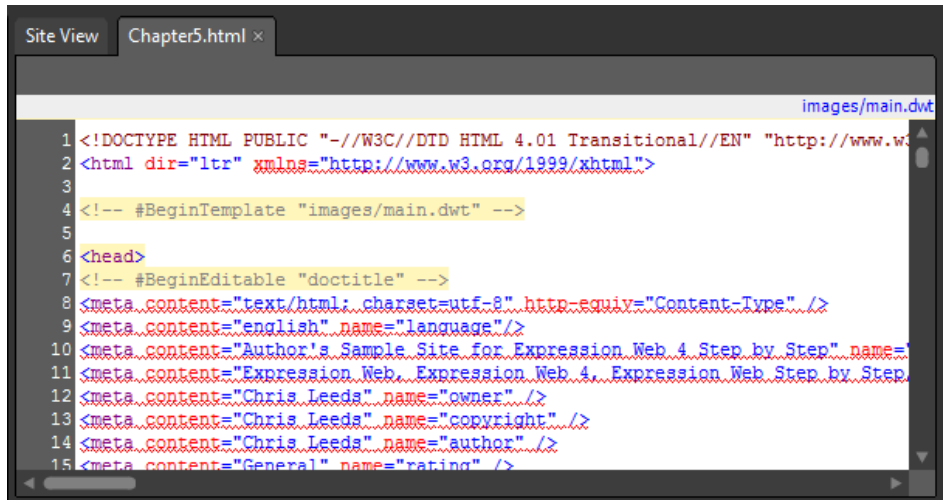 Site View
Chapter5.html ×
images/main.dwt
1 <!DOCTYPE HTML PUBLIC "-//W3C//DTD HTML 4.01 Transitional//EN" "http://www.w3
2 <html dir="ltr" xmlns="http://www.w3.org/1999/xhtml">
3
4 <!-- #BeginTemplate "images/main.dwt" -->
5
6 <head>
7 <!-- #BeginEditable "doctitle" -->
8 <meta content="text/html; charset=utf-8" http-equiv="Content-Type" />
9 <meta content="english" name="language"/>
10 <meta content="Author's Sample Site for Expression Web 4 Step by Step" name="
11 <meta content="Expression Web, Expression Web 4, Expression Web Step by Step,
12 <meta content="Chris Leeds" name="owner" />
13 <meta content="Chris Leeds" name="copyright" />
14 <meta content="Chris Leeds" name="author" />
15 <meta content="General" name="rating" />